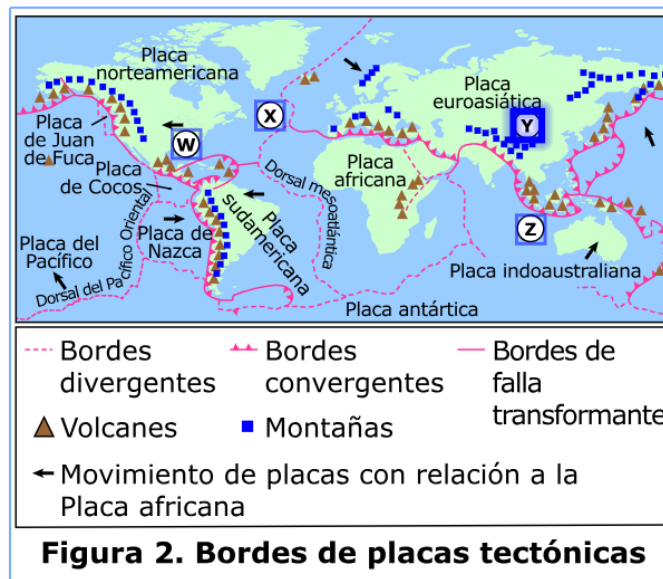 Placa
norteamericana
Placa
euroasiática
X
Y
Placa
de Juan
de Fuca
W
Placa
de Cocos
Placa
africana
Dorsal mesoatlántica
Placa
sudamericana
Placa de
Nazca
Z
Placa del
Pacífico
Dorsal del Pacífico Oriental
Placa indoaustraliana
Placa antártica
Bordes
divergentes
Bordes
convergentes
Bordes de
falla
transformante
Volcanes
Montañas
Movimiento de placas con relación a la
Placa africana
Figura 2. Bordes de placas tectónicas